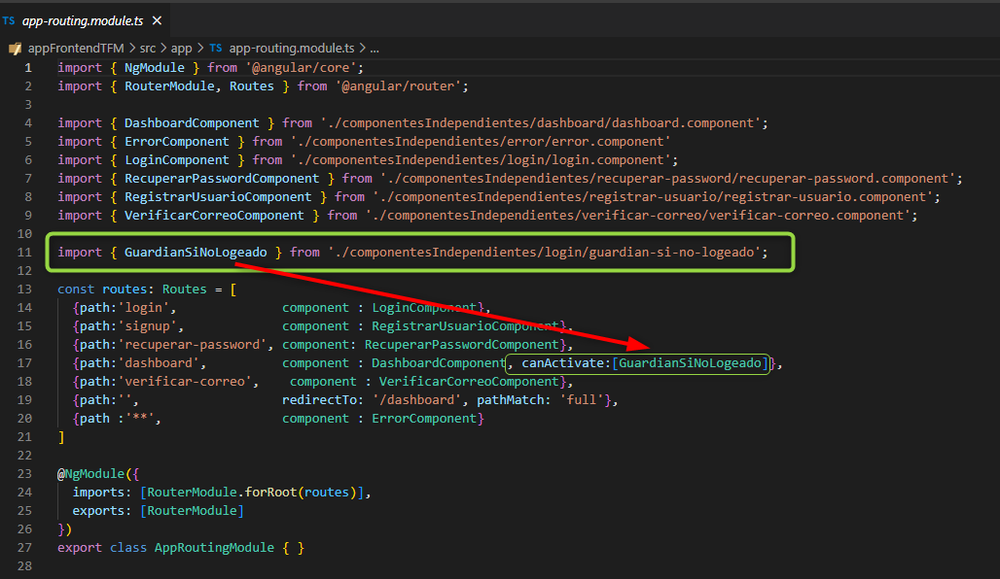 TS app-routing.module.ts ×
appFrontendTFM > src > app > TS app-routing.module.ts > ...
1 import { NgModule } from '@angular/core';
2 import { RouterModule, Routes } from '@angular/router';
3
4 import { DashboardComponent } from './componentesIndependientes/dashboard/dashboard.component';
5 import { ErrorComponent } from './componentesIndependientes/error/error.component'
6 import { LoginComponent } from './componentesIndependientes/login/login.component';
7 import { RecuperarPasswordComponent } from './componentesIndependientes/recuperar-password/recuperar-password.component';
8 import { RegistrarUsuarioComponent } from './componentesIndependientes/registrar-usuario/registrar-usuario.component';
9 import { VerificarCorreoComponent } from './componentesIndependientes/verificar-correo/verificar-correo.component';
10
11 import { GuardianSiNoLogeado } from './componentesIndependientes/login/guardian-si-no-logeado';
12
13 const routes: Routes = [
14   {path:'login',              component : LoginComponent},
15   {path:'signup',             component : RegistrarUsuarioComponent},
16   {path:'recuperar-password', component: RecuperarPasswordComponent},
17   {path:'dashboard',          component : DashboardComponent, canActivate:[GuardianSiNoLogeado]},
18   {path:'verificar-correo',    component : VerificarCorreoComponent},
19   {path:'',                   redirectTo: '/dashboard', pathMatch: 'full'},
20   {path :'**',                component : ErrorComponent}
21 ]
22
23 @NgModule({
24   imports: [RouterModule.forRoot(routes)],
25   exports: [RouterModule]
26 })
27 export class AppRoutingModule { }
28